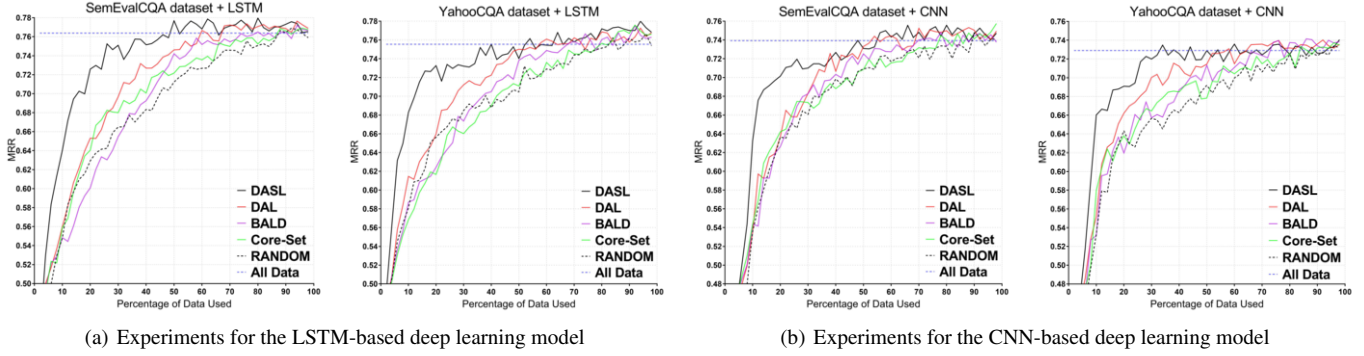 SemEvalCQA dataset + LSTM
MRR
0.78
0.76
0.74
0.72
0.70
0.68
0.66
0.64
0.62
0.60
0.58
0.56
0.54
0.52
0.50
0 10 20 30 40 50 60 70 80 90 100
Percentage of Data Used
DASL
DAL
BALD
Core-Set
RANDOM
All Data
YahooCQA dataset + LSTM
MRR
0.78
0.76
0.74
0.72
0.70
0.68
0.66
0.64
0.62
0.60
0.58
0.56
0.54
0.52
0.50
0 10 20 30 40 50 60 70 80 90 100
Percentage of Data Used
DASL
DAL
BALD
Core-Set
RANDOM
All Data
(a) Experiments for the LSTM-based deep learning model
SemEvalCQA dataset + CNN
MRR
0.76
0.74
0.72
0.70
0.68
0.66
0.64
0.62
0.60
0.58
0.56
0.54
0.52
0.50
0.48
0 10 20 30 40 50 60 70 80 90 100
Percentage of Data Used
DASL
DAL
BALD
Core-Set
RANDOM
All Data
YahooCQA dataset + CNN
MRR
0.76
0.74
0.72
0.70
0.68
0.66
0.64
0.62
0.60
0.58
0.56
0.54
0.52
0.50
0.48
0 10 20 30 40 50 60 70 80 90 100
Percentage of Data Used
DASL
DAL
BALD
Core-Set
RANDOM
All Data
(b) Experiments for the CNN-based deep learning model